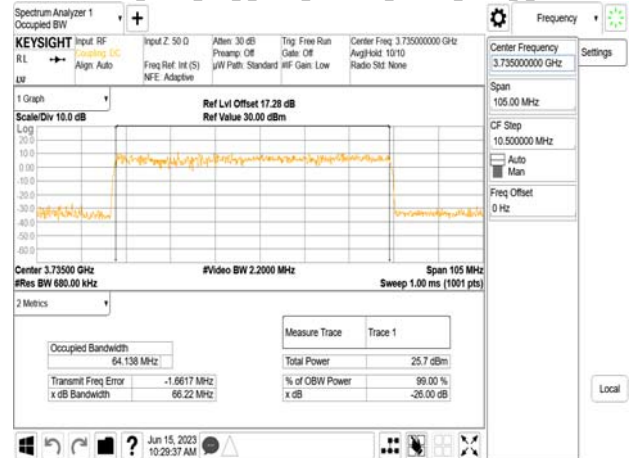 Spectrum Analyzer 1
Occupied BW
Frequency
KEYSIGHT
Input: RF
Coupling: DC
Align: Auto
Input Z: 50 Ω
Freq Ref: Int (S)
NFE: Adaptive
Atten: 30 dB
Preamp: Off
µW Path: Standard
Trig: Free Run
Gate: Off
#IF Gain: Low
Center Freq: 3.735000000 GHz
Avg|Hold: 10/10
Radio Std: None
RL
LVI
Center Frequency
3.735000000 GHz
Settings
Span
105.00 MHz
CF Step
10.500000 MHz
Auto
Man
Freq Offset
0 Hz
Local
1 Graph
Scale/Div 10.0 dB
Ref Lvl Offset 17.28 dB
Ref Value 30.00 dBm
Log
20.0
10.0
0.00
-10.0
-20.0
-30.0
-40.0
-50.0
-60.0
Center 3.73500 GHz
#Video BW 2.2000 MHz
Span 105 MHz
#Res BW 680.00 kHz
Sweep 1.00 ms (1001 pts)
2 Metrics
Measure Trace Trace 1
Occupied Bandwidth
64.138 MHz
Total Power 25.7 dBm
Transmit Freq Error -1.6617 MHz
% of OBW Power 99.00 %
x dB Bandwidth 66.22 MHz
x dB -26.00 dB
Jun 15, 2023
10:29:37 AM